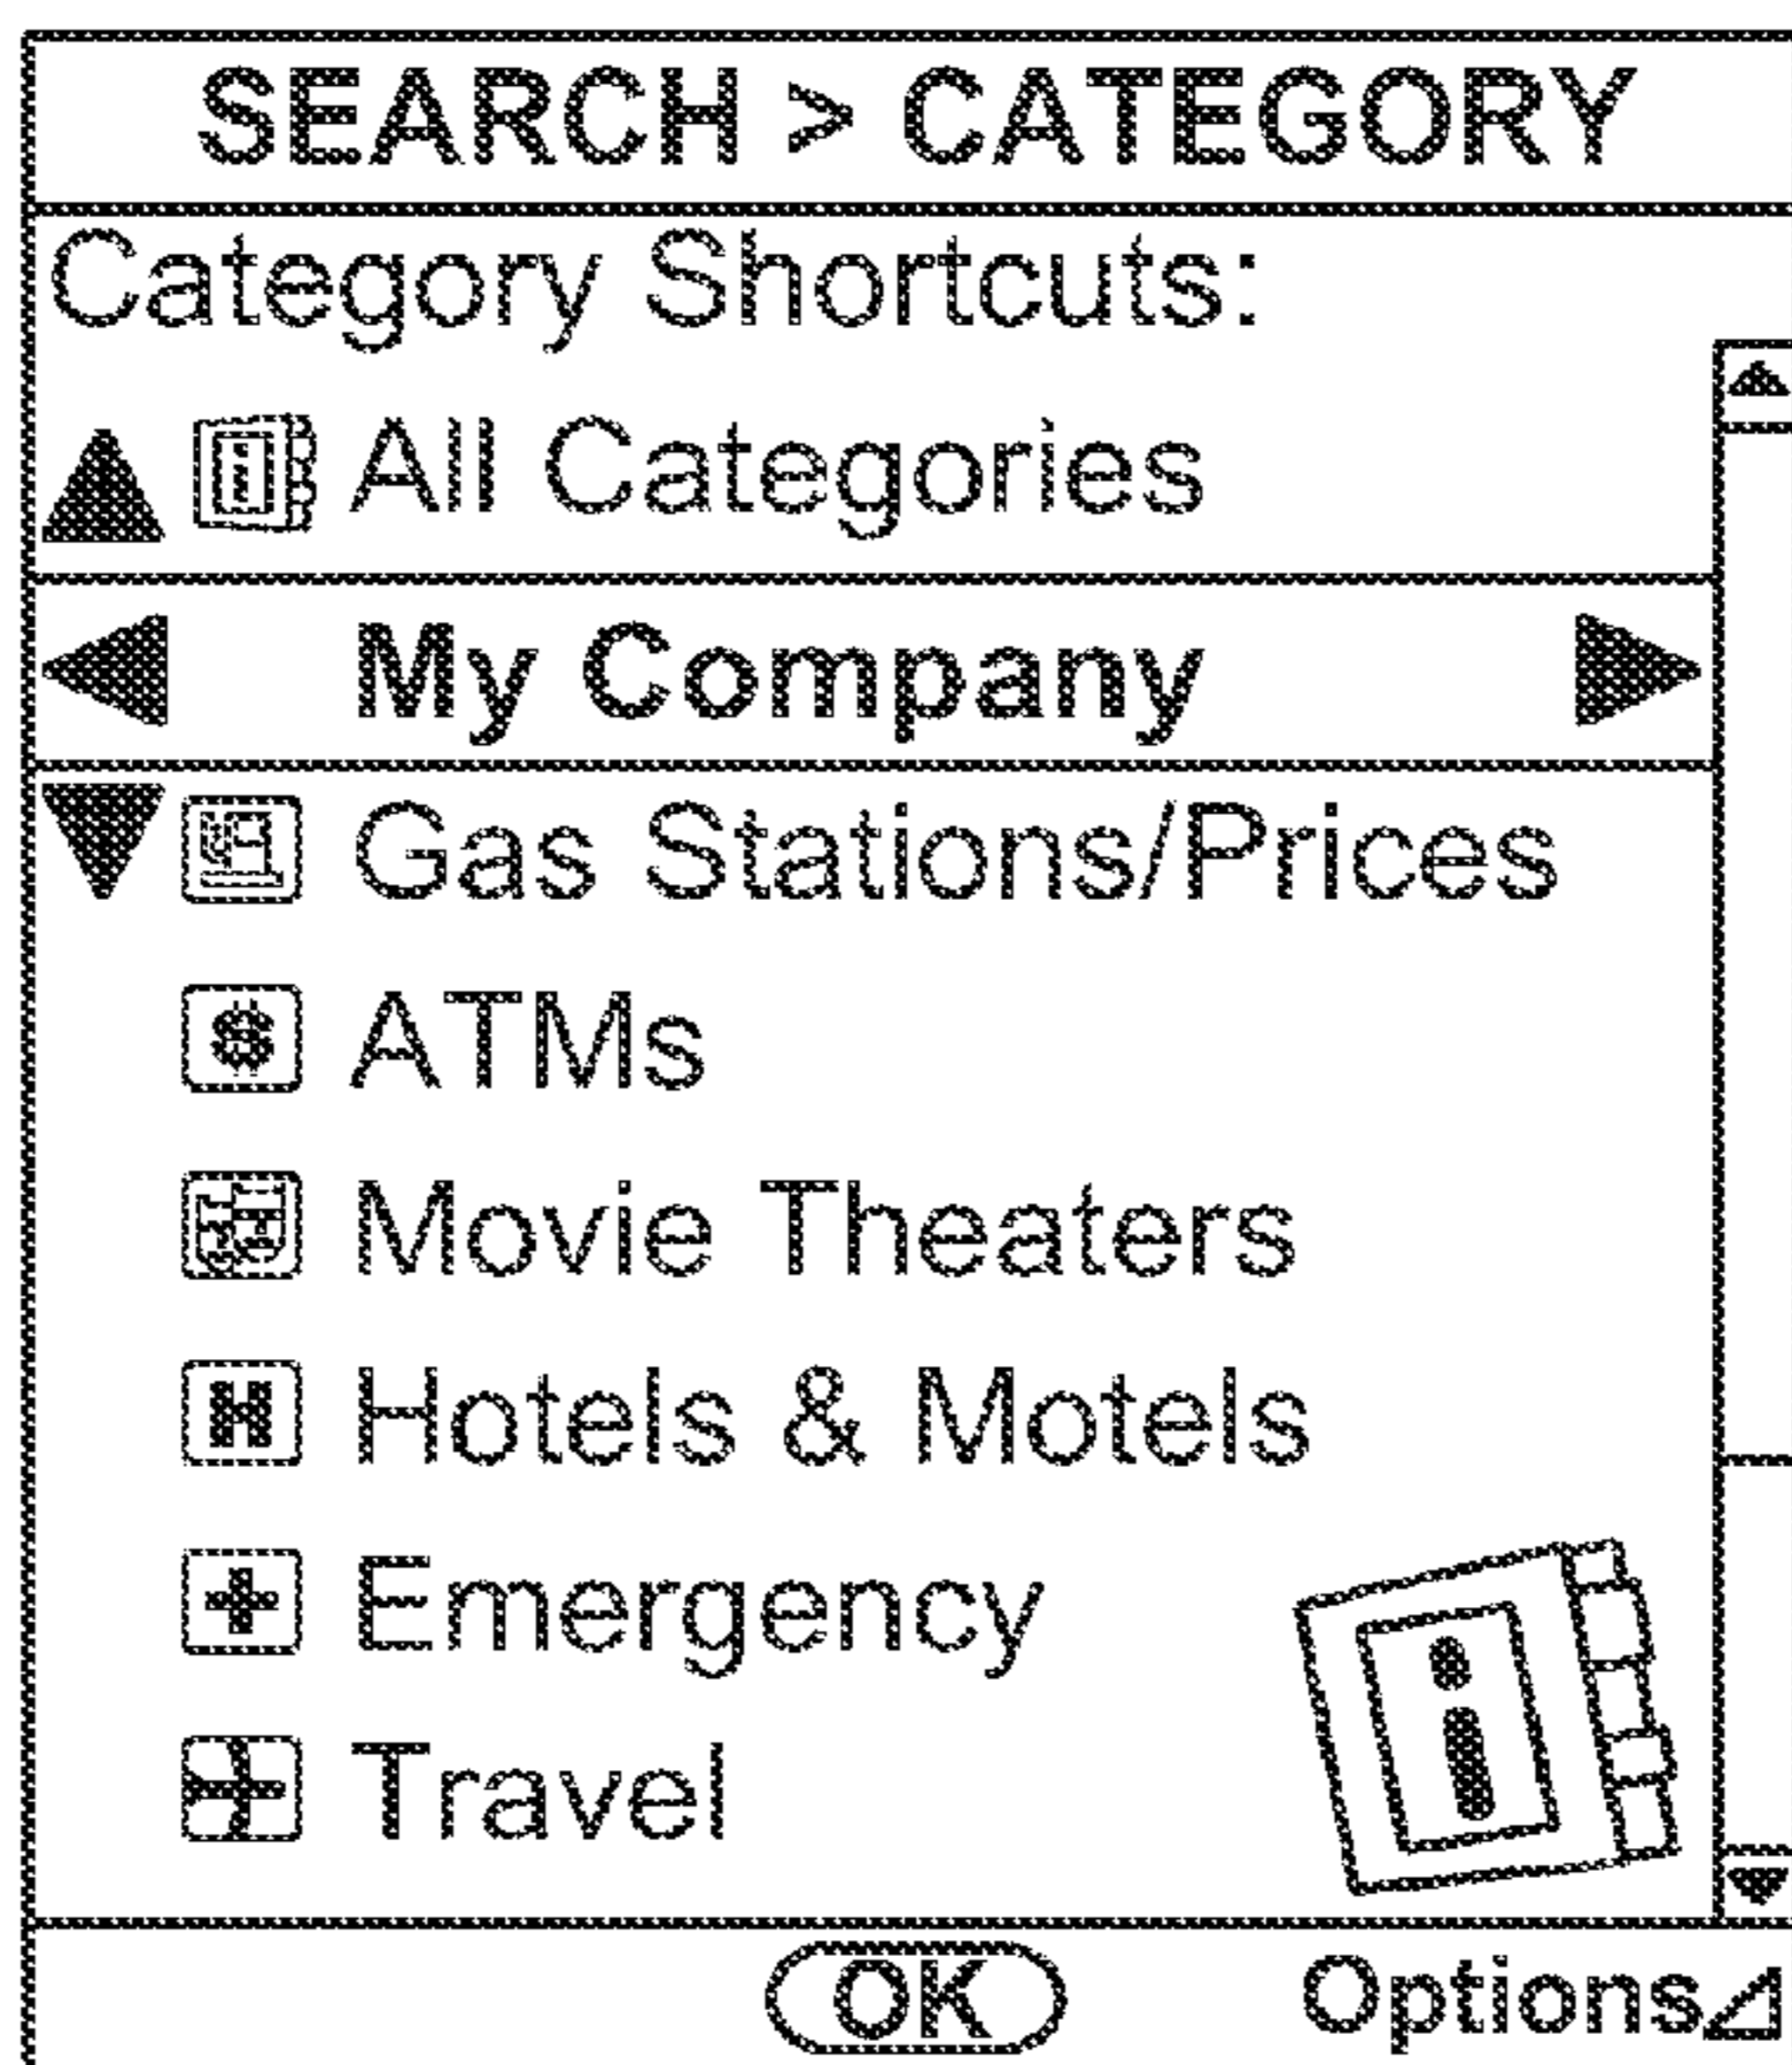 SEARCH > CATEGORY
Category Shortcuts:
All Categories
My Company
Gas Stations/Prices
$ ATMs
Movie Theaters
H Hotels & Motels
Emergency
Travel
i
OK Options